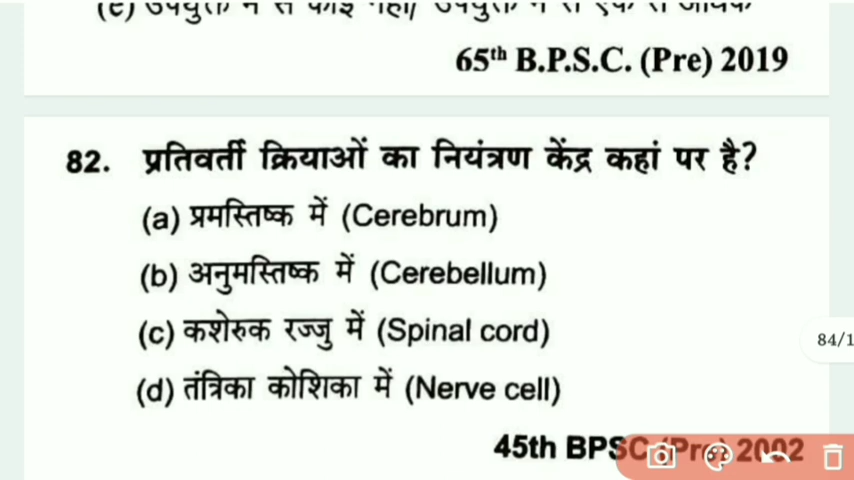 65th B.P.S.C. (Pre) 2019
82. प्रतिवर्ती क्रियाओं का नियंत्रण केंद्र कहां पर है?
(a) प्रमस्तिष्क में (Cerebrum)
(b) अनुमस्तिष्क में (Cerebellum)
(c) कशेरुक रज्जु में (Spinal cord)
(d) तंत्रिका कोशिका में (Nerve cell)
84/1
45th BPSC (Pre) 2002